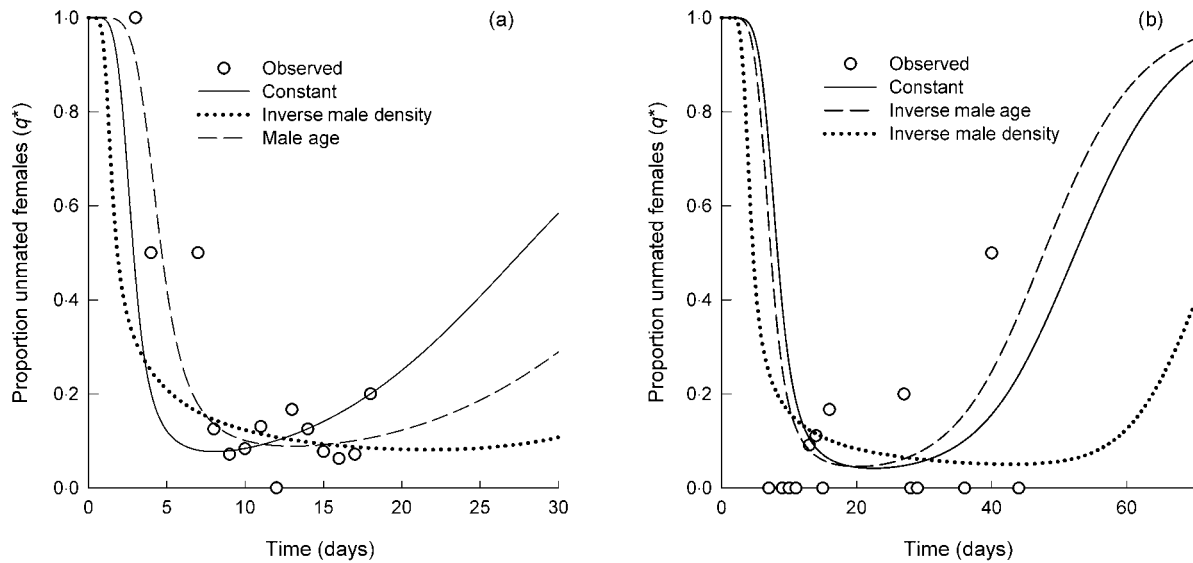 (a)
Observed
Constant
Inverse male density
Male age
Proportion unmated females (q*)
1·0
0·8
0·6
0·4
0·2
0·0
0 5 10 15 20 25 30
Time (days)
(b)
Observed
Constant
Inverse male age
Inverse male density
Proportion unmated females (q*)
1·0
0·8
0·6
0·4
0·2
0·0
0 20 40 60
Time (days)